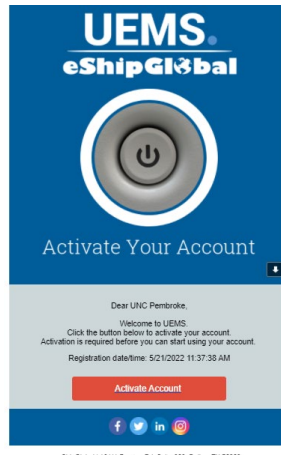 UEMS.
eShipGlobal
Activate Your Account
Dear UNC Pembroke,
Welcome to UEMS.
Click the button below to activate your account.
Activation is required before you can start using your account.
Registration date/time: 5/21/2022 11:37:38 AM
Activate Account